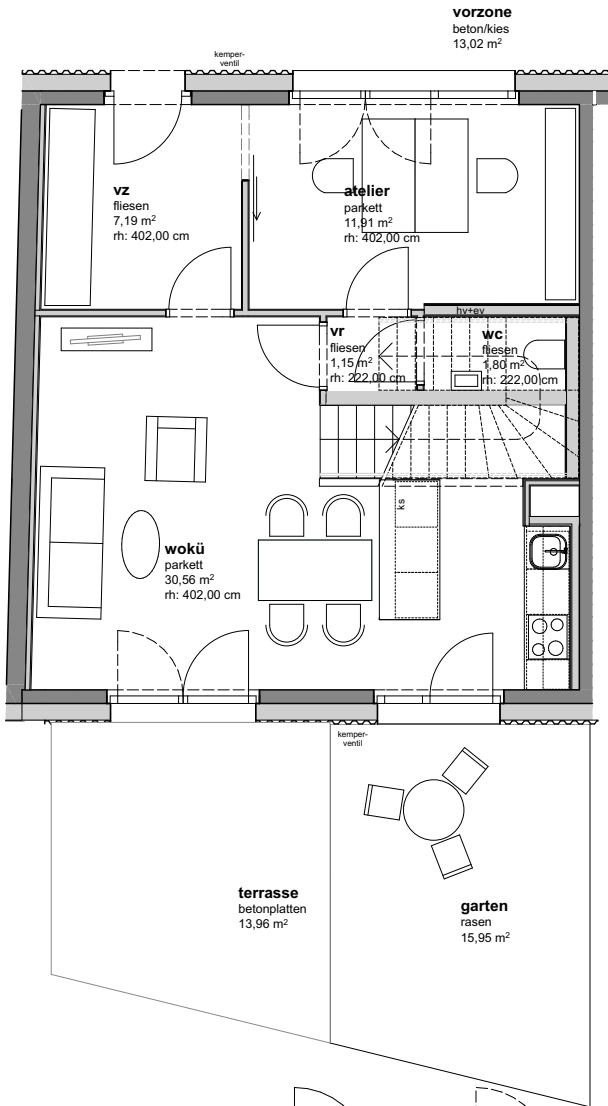 vorzone
beton/kies
13,02 m²
kemper-
ventil
vz
fliesen
7,19 m²
rh: 402,00 cm
atelier
parkett
11,91 m²
rh: 402,00 cm
hv+ev
vr
fliesen
1,15 m²
rh: 222,00 cm
wc
fliesen
1,80 m²
rh: 222,00 cm
ks
wokü
parkett
30,56 m²
rh: 402,00 cm
kemper-
ventil
terrasse
betonplatten
13,96 m²
garten
rasen
15,95 m²